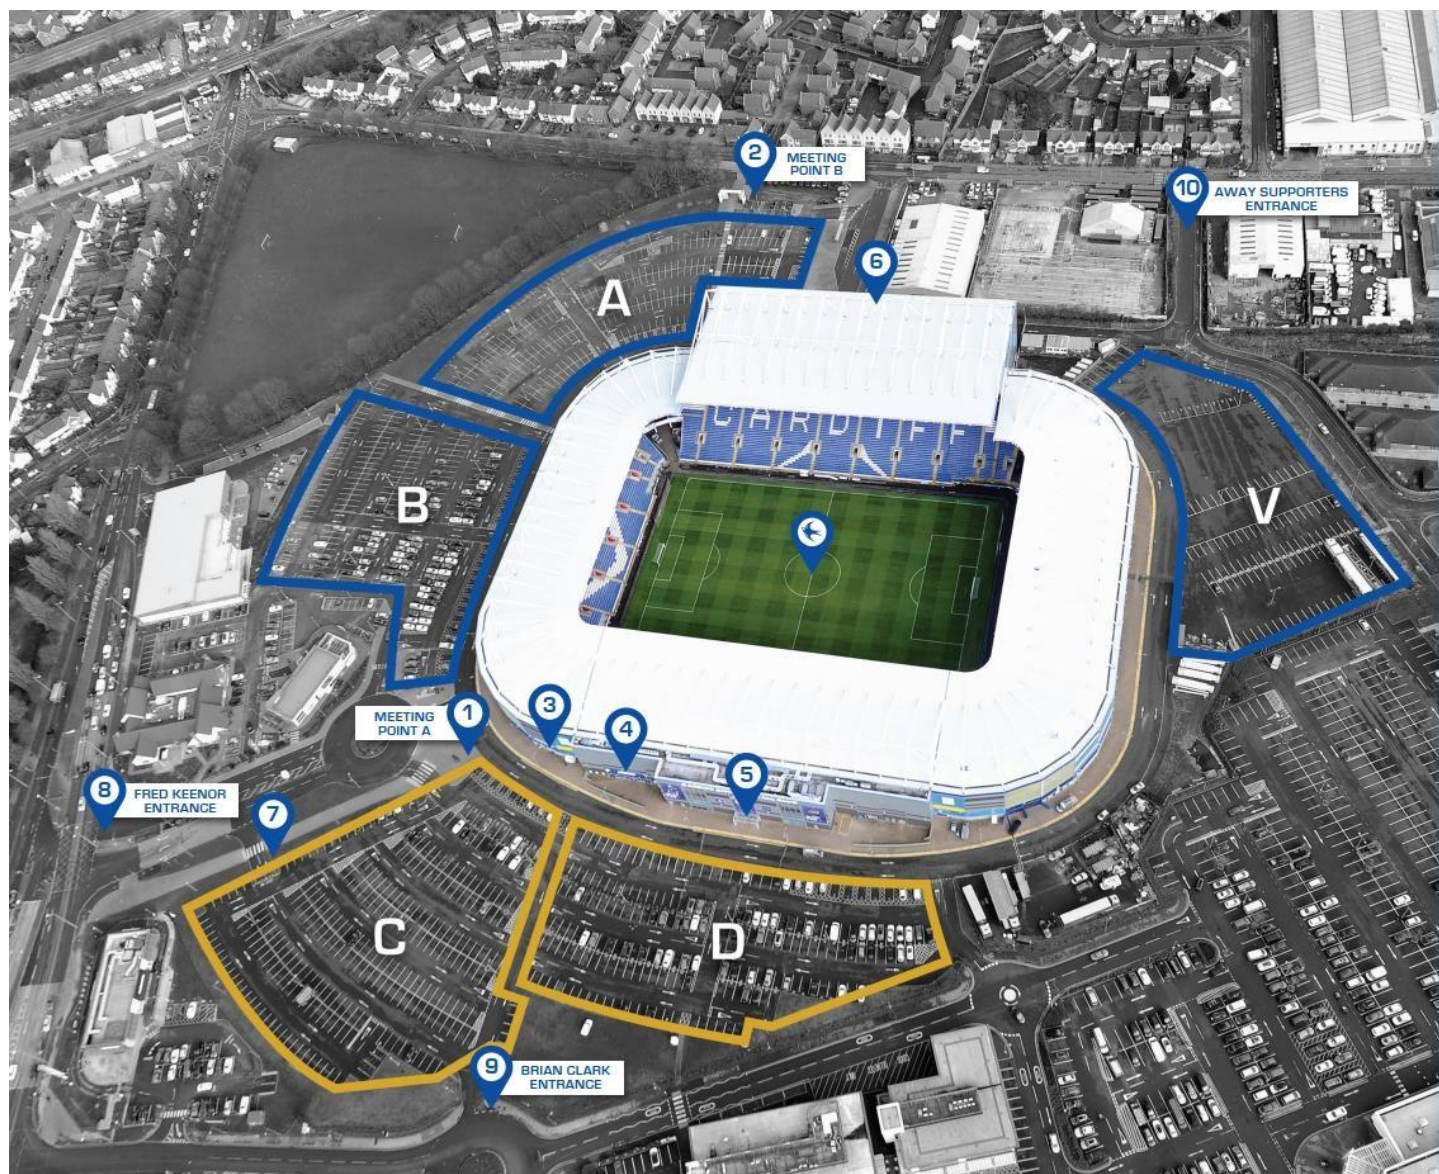 2
MEETING
POINT B
10
AWAY SUPPORTERS
ENTRANCE
6
A
CARDIFF
B
V
MEETING
POINT A
1
3
4
5
8
FRED KEENOR
ENTRANCE
7
C
D
9
BRIAN CLARK
ENTRANCE